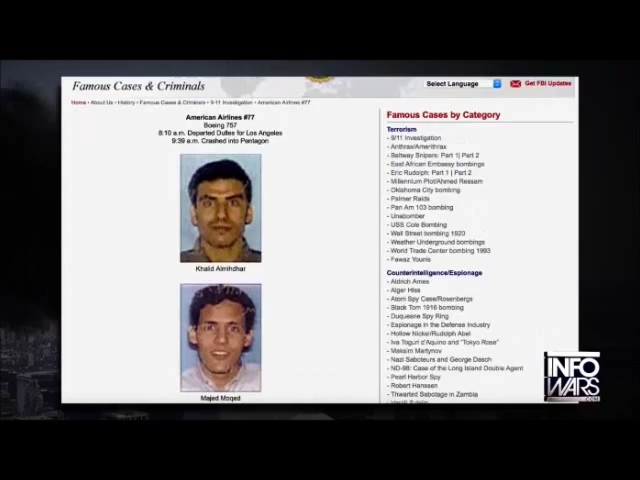 Famous Cases & Criminals
Select Language
Get FBI Updates
Home • About Us • History • Famous Cases & Criminals • 9-11 Investigation • American Airlines #77
American Airlines #77
Boeing 757
8:10 a.m. Departed Dulles for Los Angeles
9:39 a.m. Crashed into Pentagon
Khalid Almihdhar
Majed Moqed
Famous Cases by Category
Terrorism
- 9/11 Investigation
- Anthrax/Amerithrax
- Beltway Snipers: Part 1| Part 2
- East African Embassy bombings
- Eric Rudolph: Part 1 | Part 2
- Millennium Plot/Ahmed Ressam
- Oklahoma City bombing
- Palmer Raids
- Pan Am 103 bombing
- Unabomber
- USS Cole Bombing
- Wall Street bombing 1920
- Weather Underground bombings
- World Trade Center bombing 1993
- Fawaz Younis
Counterintelligence/Espionage
- Aldrich Ames
- Alger Hiss
- Atom Spy Case/Rosenbergs
- Black Tom 1916 bombing
- Duquesne Spy Ring
- Espionage in the Defense Industry
- Hollow Nickel/Rudolph Abel
- Iva Toguri d'Aquino and "Tokyo Rose"
- Maksim Martynov
- Nazi Saboteurs and George Dasch
- ND-98: Case of the Long Island Double Agent
- Pearl Harbor Spy
- Robert Hanssen
- Thwarted Sabotage in Zambia
INFO
WARS
.COM